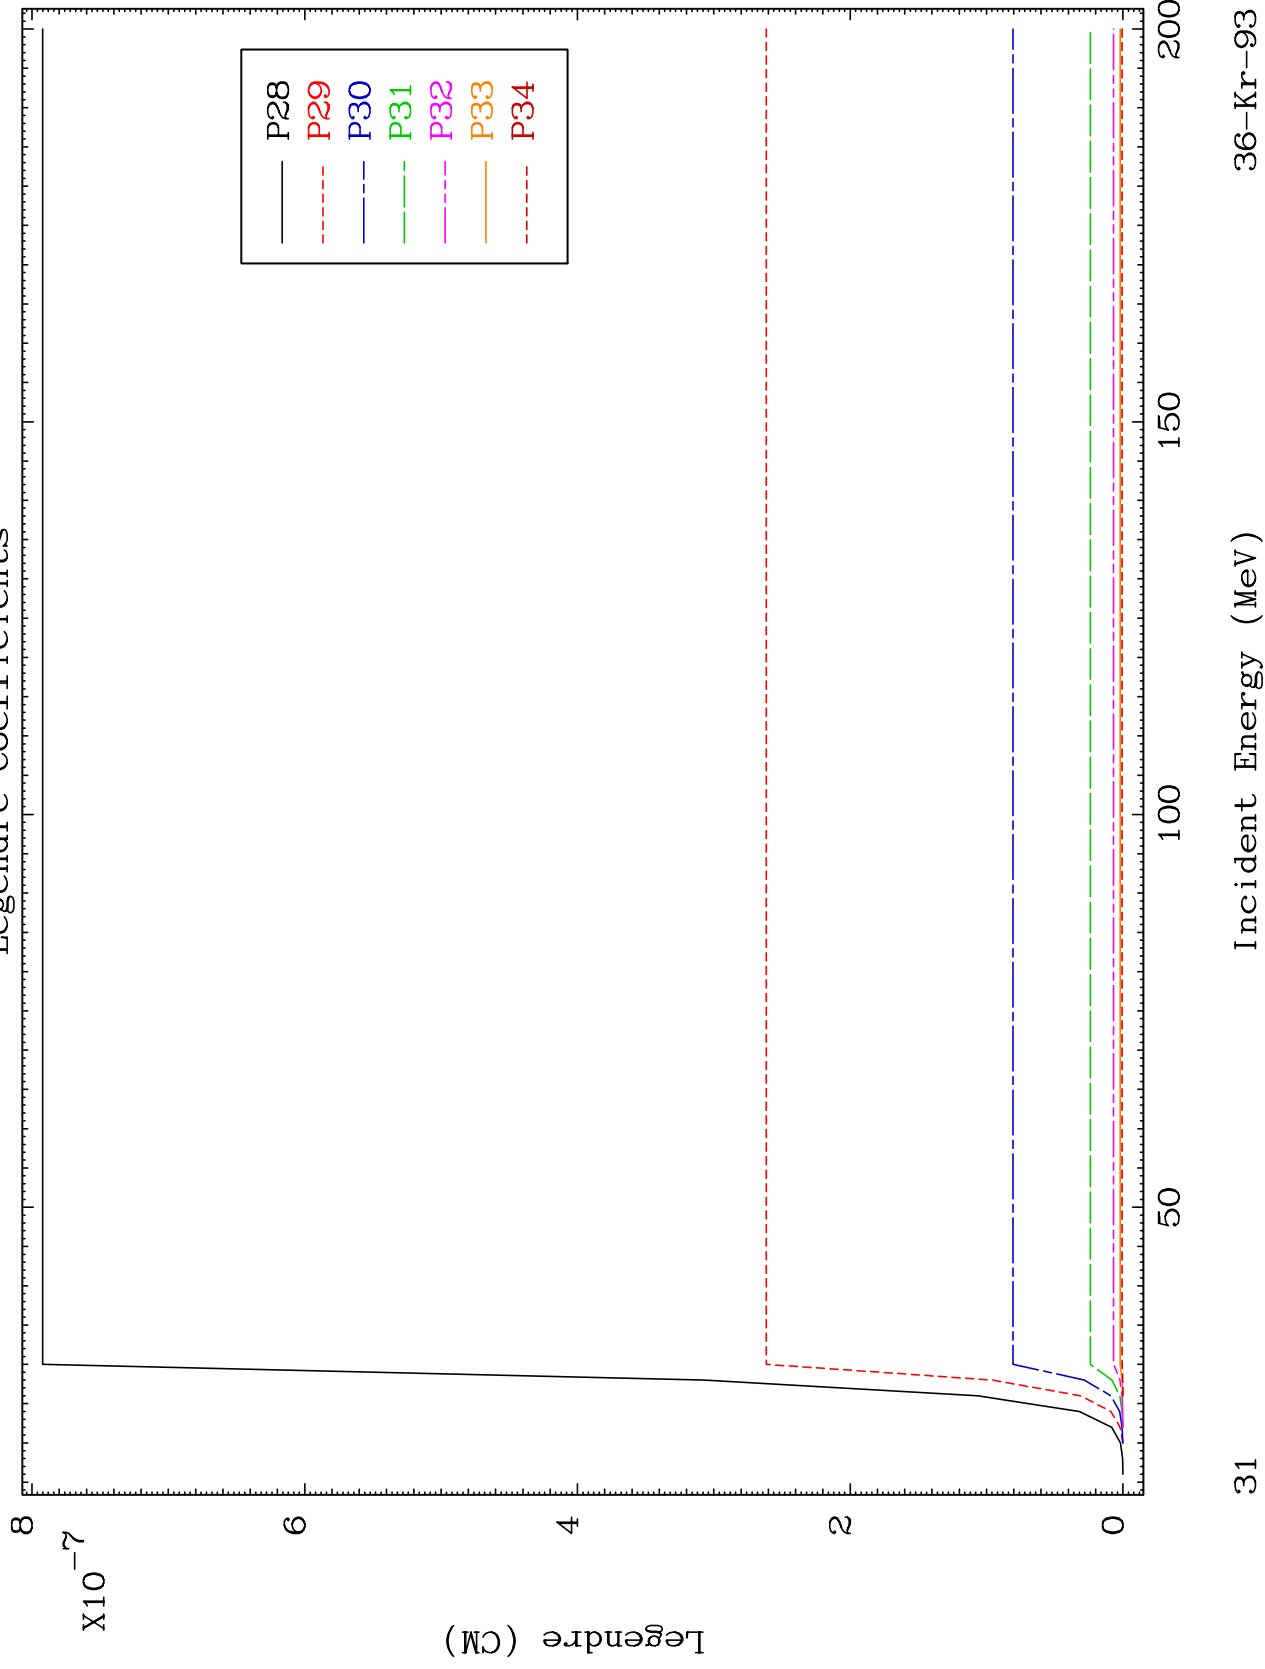 Legendre coefficients
X10-7
8
6
4
2
0
Legendre (CM)
P28
P29
P30
P31
P32
P33
P34
50
100
150
200
31
Incident Energy (MeV)
36-Kr-93